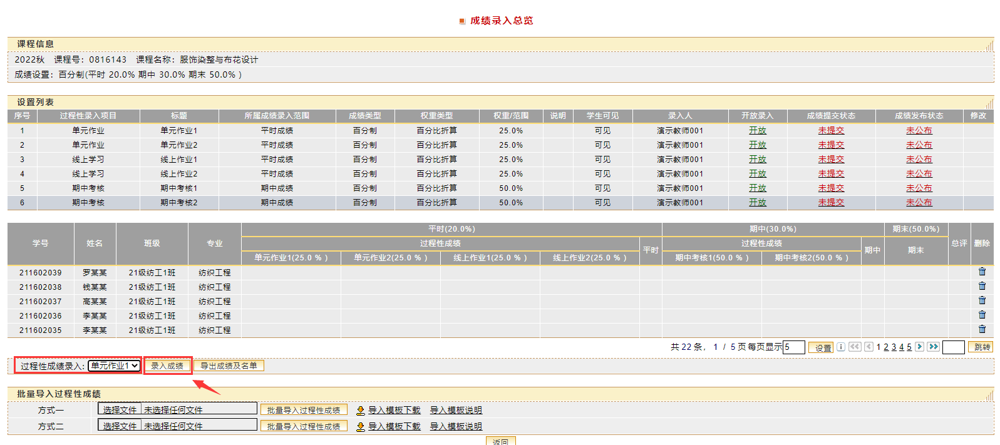 成绩录入总览
课程信息
2022秋 课程号：0816143 课程名称：服饰染整与布花设计
成绩设置：百分制(平时 20.0% 期中 30.0% 期末 50.0% )
设置列表
序号 过程性录入项目 标题 所属成绩录入范围 成绩类型 权重类型 权重/范围 说明 学生可见 录入人 开放录入 成绩提交状态 成绩发布状态 修改
1 单元作业 单元作业1 平时成绩 百分制 百分比折算 25.0% 可见 演示教师001 开放 未提交 未公布
2 单元作业 单元作业2 平时成绩 百分制 百分比折算 25.0% 可见 演示教师001 开放 未提交 未公布
3 线上学习 线上作业1 平时成绩 百分制 百分比折算 25.0% 可见 演示教师001 开放 未提交 未公布
4 线上学习 线上作业2 平时成绩 百分制 百分比折算 25.0% 可见 演示教师001 开放 未提交 未公布
5 期中考核 期中考核1 期中成绩 百分制 百分比折算 50.0% 可见 演示教师001 开放 未提交 未公布
6 期中考核 期中考核2 期中成绩 百分制 百分比折算 50.0% 可见 演示教师001 开放 未提交 未公布
平时(20.0%) 期中(30.0%) 期末(50.0%)
学号 姓名 班级 专业 过程性成绩 平时 过程性成绩 期中 期末 总评 删除
单元作业1(25.0 % ) 单元作业2(25.0 % ) 线上作业1(25.0 % ) 线上作业2(25.0 % ) 期中考核1(50.0 % ) 期中考核2(50.0 % )
211602039 罗某某 21级纺工1班 纺织工程
211602038 钱某某 21级纺工1班 纺织工程
211602037 高某某 21级纺工1班 纺织工程
211602036 李某某 21级纺工1班 纺织工程
211602035 李某某 21级纺工1班 纺织工程
共 22 条， 1 / 5 页 每页显示 5 设置 1 2 3 4 5 跳转
过程性成绩录入: 单元作业1 录入成绩 导出成绩及名单
批量导入过程性成绩
方式一 选择文件 未选择任何文件 批量导入过程性成绩 导入模板下载 导入模板说明
方式二 选择文件 未选择任何文件 批量导入过程性成绩 导入模板下载 导入模板说明
返回